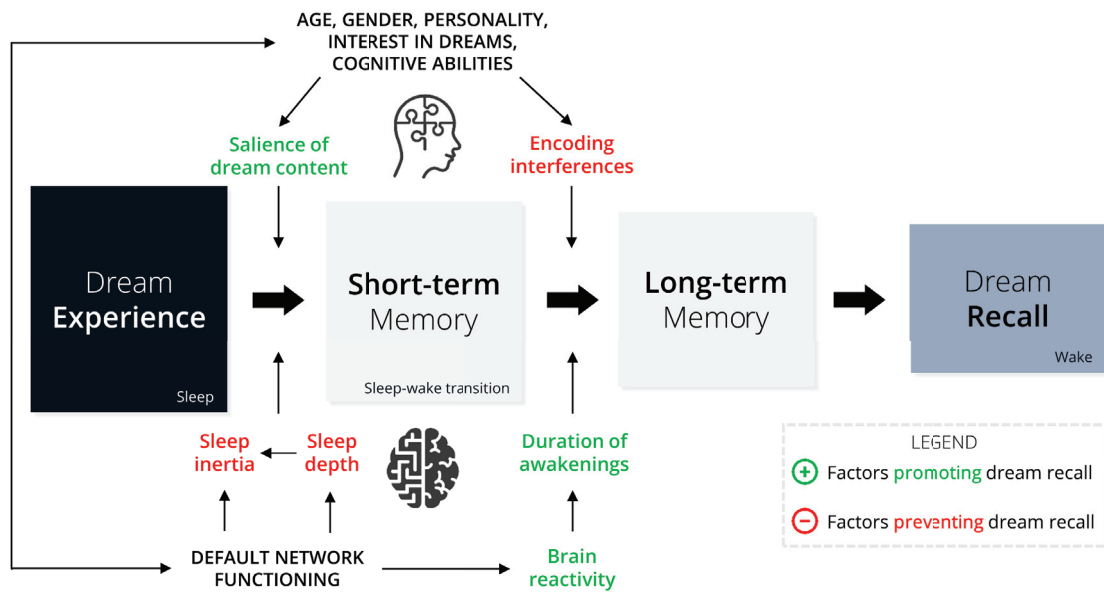 AGE, GENDER, PERSONALITY,
INTEREST IN DREAMS,
COGNITIVE ABILITIES
Salience of
dream content
Encoding
interferences
Dream
Experience
Sleep
Short-term
Memory
Sleep-wake transition
Long-term
Memory
Dream
Recall
Wake
Sleep
inertia
Sleep
depth
Duration of
awakenings
DEFAULT NETWORK
FUNCTIONING
Brain
reactivity
LEGEND
+ Factors promoting dream recall
− Factors preventing dream recall